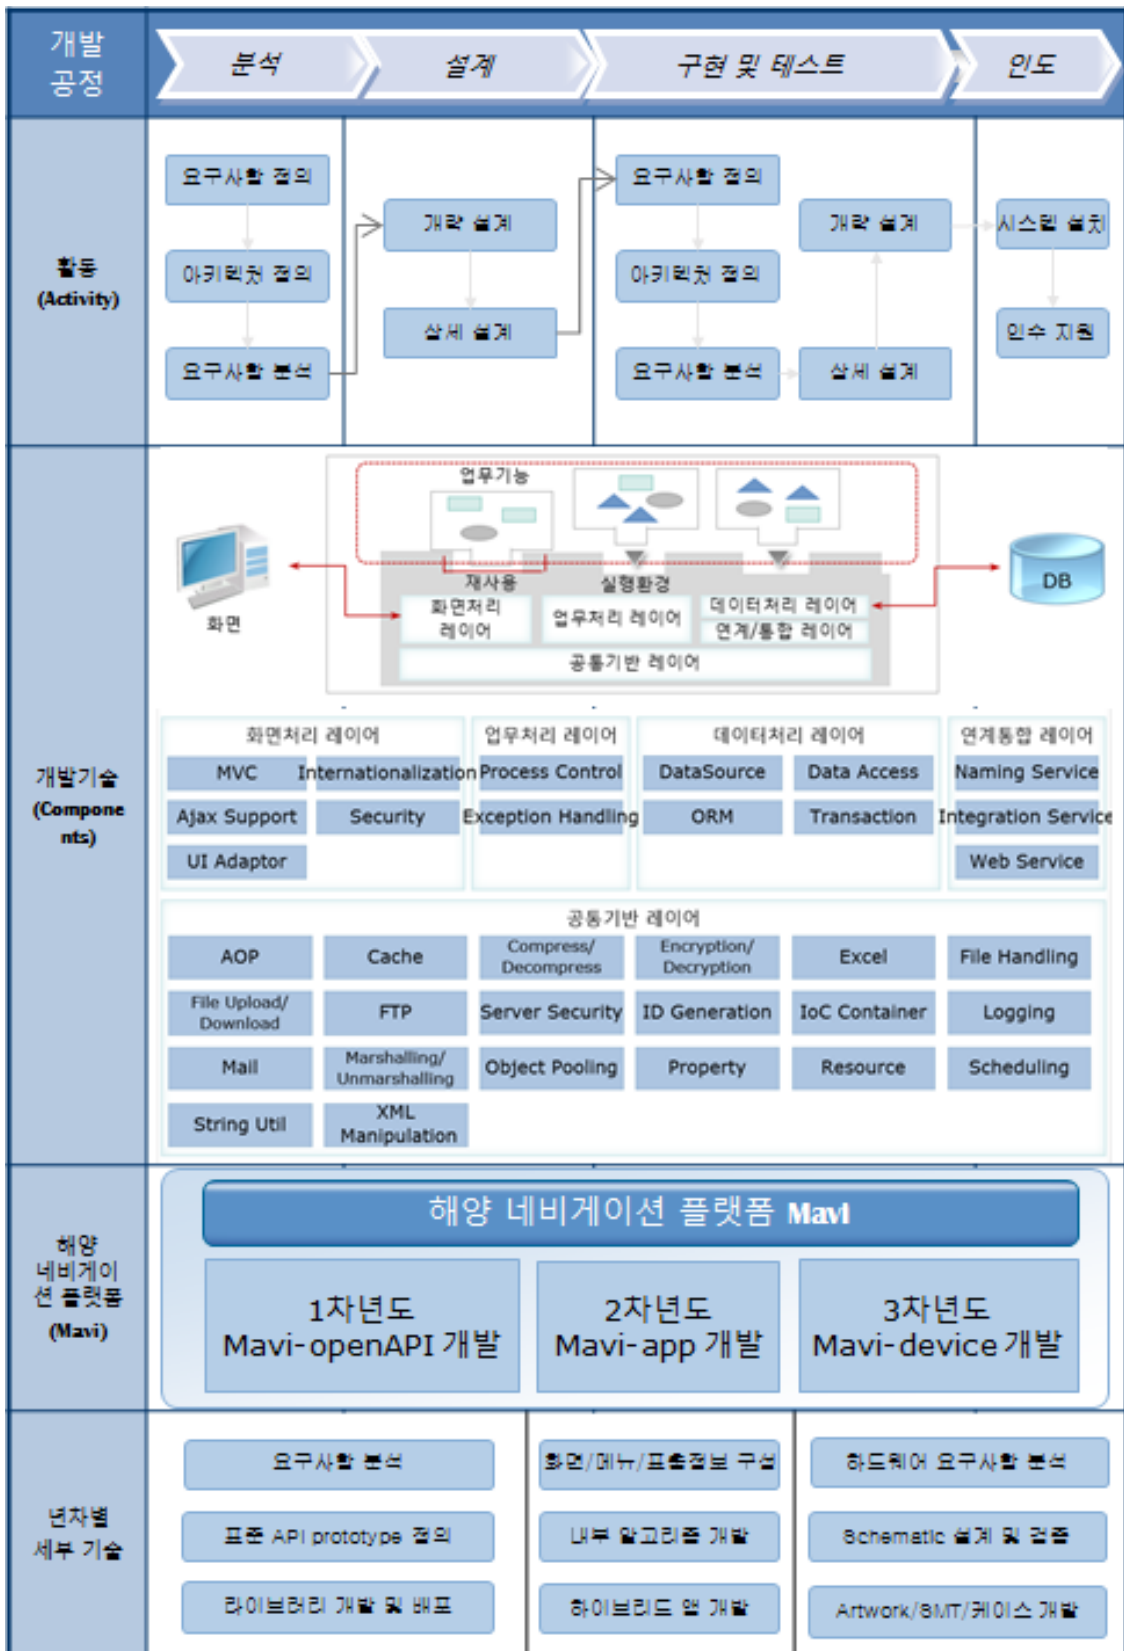 개발
공정
분석
설계
구현 및 테스트
인도
활동
(Activity)
요구사항 정의
아키텍처 정의
요구사항 분석
개략 설계
상세 설계
요구사항 정의
아키텍처 정의
요구사항 분석
개략 설계
상세 설계
시스템 설치
인수 지원
개발기술
(Compone
nts)
업무기능
재사용
실행환경
화면
DB
화면처리
레이어
업무처리 레이어
데이터처리 레이어
연계/통합 레이어
공통기반 레이어
화면처리 레이어
MVC
Internationalization
Ajax Support
Security
UI Adaptor
업무처리 레이어
Process Control
Exception Handling
데이터처리 레이어
DataSource
Data Access
ORM
Transaction
연계통합 레이어
Naming Service
Integration Service
Web Service
공통기반 레이어
AOP
Cache
Compress/
Decompress
Encryption/
Decryption
Excel
File Handling
File Upload/
Download
FTP
Server Security
ID Generation
IoC Container
Logging
Mail
Marshalling/
Unmarshalling
Object Pooling
Property
Resource
Scheduling
String Util
XML
Manipulation
해양
네비게이
션 플랫폼
(Mavi)
해양 네비게이션 플랫폼 Mavi
1차년도
Mavi-openAPI 개발
2차년도
Mavi-app 개발
3차년도
Mavi-device 개발
년차별
세부 기술
요구사항 분석
표준 API prototype 정의
라이브러리 개발 및 배포
화면/메뉴/표출정보 구성
내부 알고리즘 개발
하이브리드 앱 개발
하드웨어 요구사항 분석
Schematic 설계 및 검증
Artwork/SMT/케이스 개발